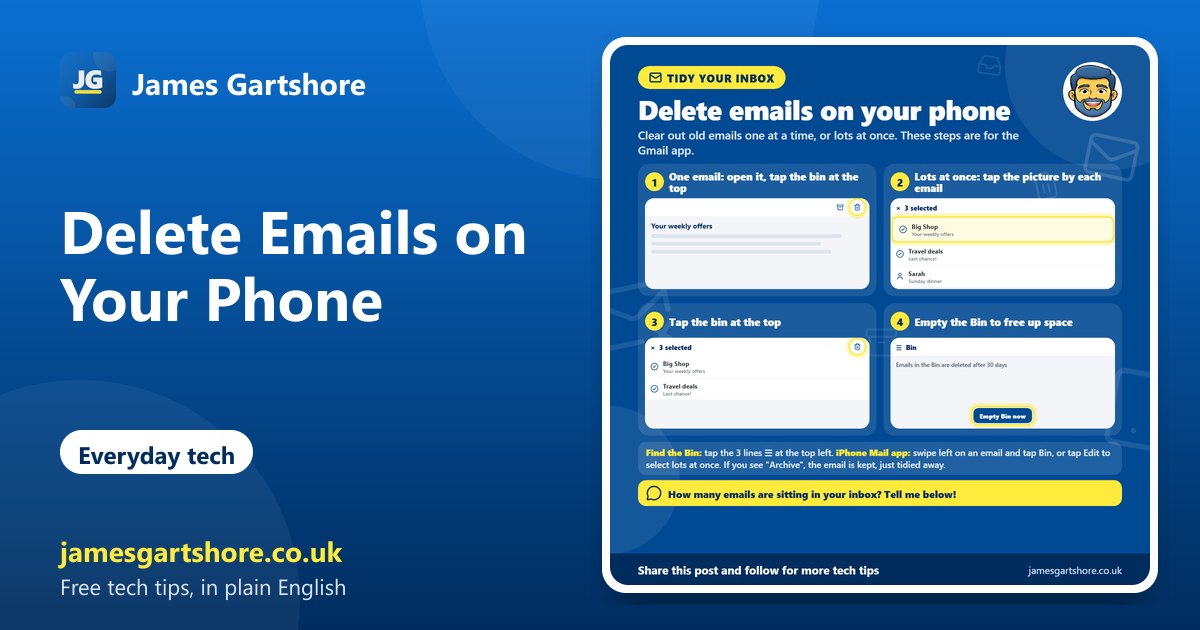 JG
James Gartshore
Delete Emails on
Your Phone
Everyday tech
jamesgartshore.co.uk
Free tech tips, in plain English
TIDY YOUR INBOX
Delete emails on your phone
Clear out old emails one at a time, or lots at once. These steps are for the
Gmail app.
1 One email: open it, tap the bin at the
top
Your weekly offers
2 Lots at once: tap the picture by each
email
× 3 selected
Big Shop
Your weekly offers
Travel deals
Last chance!
Sarah
Sunday dinner
3 Tap the bin at the top
× 3 selected
Big Shop
Your weekly offers
Travel deals
Last chance!
4 Empty the Bin to free up space
☰ Bin
Emails in the Bin are deleted after 30 days
Empty Bin now
Find the Bin: tap the 3 lines ☰ at the top left. iPhone Mail app: swipe left on an email and tap Bin, or tap Edit to
select lots at once. If you see "Archive", the email is kept, just tidied away.
How many emails are sitting in your inbox? Tell me below!
Share this post and follow for more tech tips
jamesgartshore.co.uk